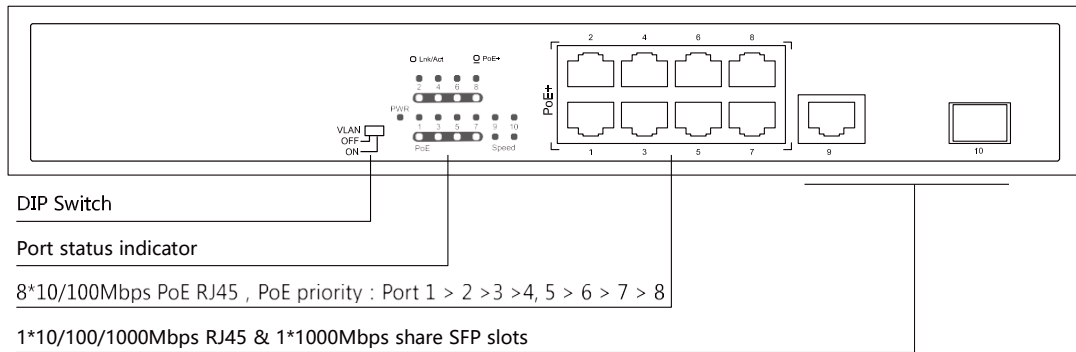 2 4 6 8
Lnk/Act PoE+
2 4 6 8
PoE+
PWR
1 3 5 7 9 10
VLAN
OFF
ON
PoE Speed
1 3 5 7 9 10
DIP Switch
Port status indicator
8*10/100Mbps PoE RJ45 , PoE priority : Port 1 > 2 >3 >4, 5 > 6 > 7 > 8
1*10/100/1000Mbps RJ45 & 1*1000Mbps share SFP slots